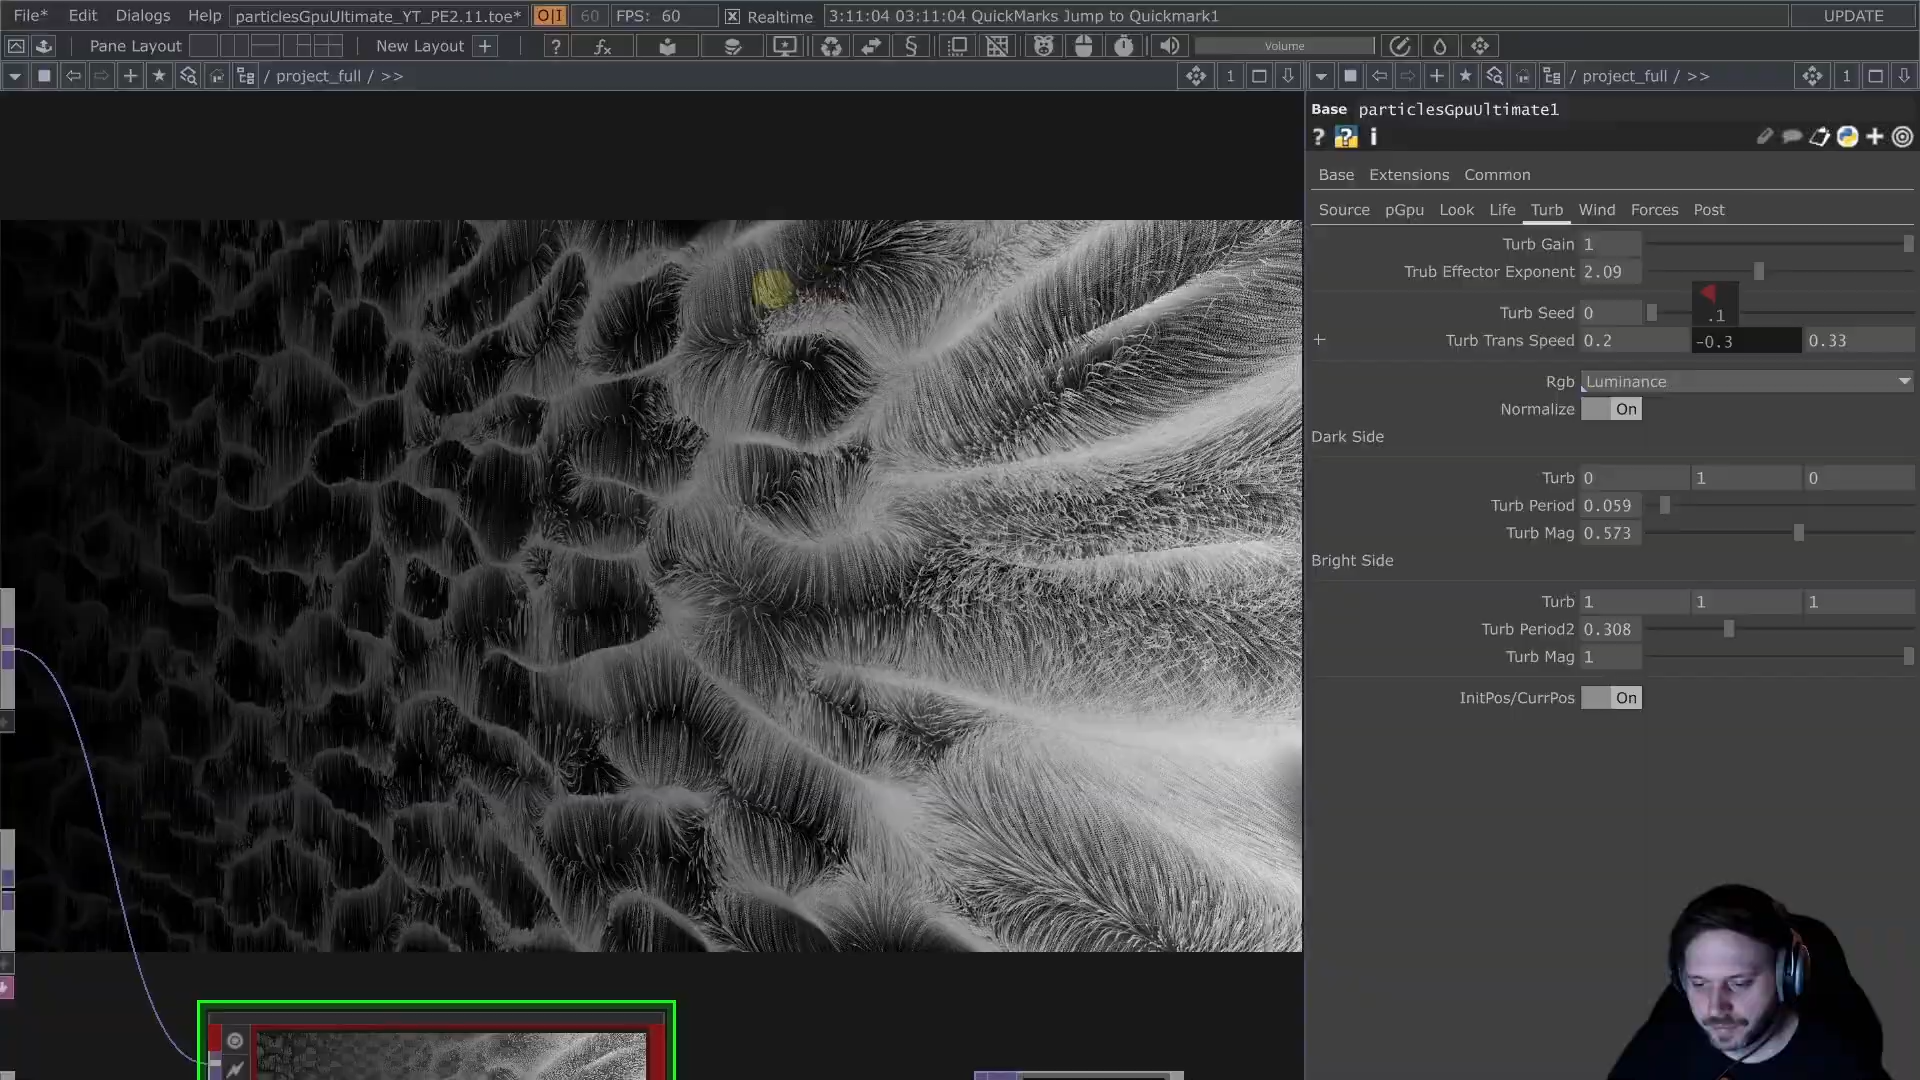 File* Edit Dialogs Help particlesGpuUltimate_YT_PE2.11.toe* O|I 60 FPS: 60 Realtime 3:11:04 03:11:04 QuickMarks Jump to Quickmark1 UPDATE
Pane Layout New Layout + ? fx § Volume
/ project_full / >> 1
/ project_full / >> 1
Base particlesGpuUltimate1
? ? i
Base Extensions Common
Source pGpu Look Life Turb Wind Forces Post
Turb Gain 1
Trub Effector Exponent 2.09
Turb Seed 0 .1
+ Turb Trans Speed 0.2 -0.3 0.33
Rgb Luminance
Normalize On
Dark Side
Turb 0 1 0
Turb Period 0.059
Turb Mag 0.573
Bright Side
Turb 1 1 1
Turb Period2 0.308
Turb Mag 1
InitPos/CurrPos On